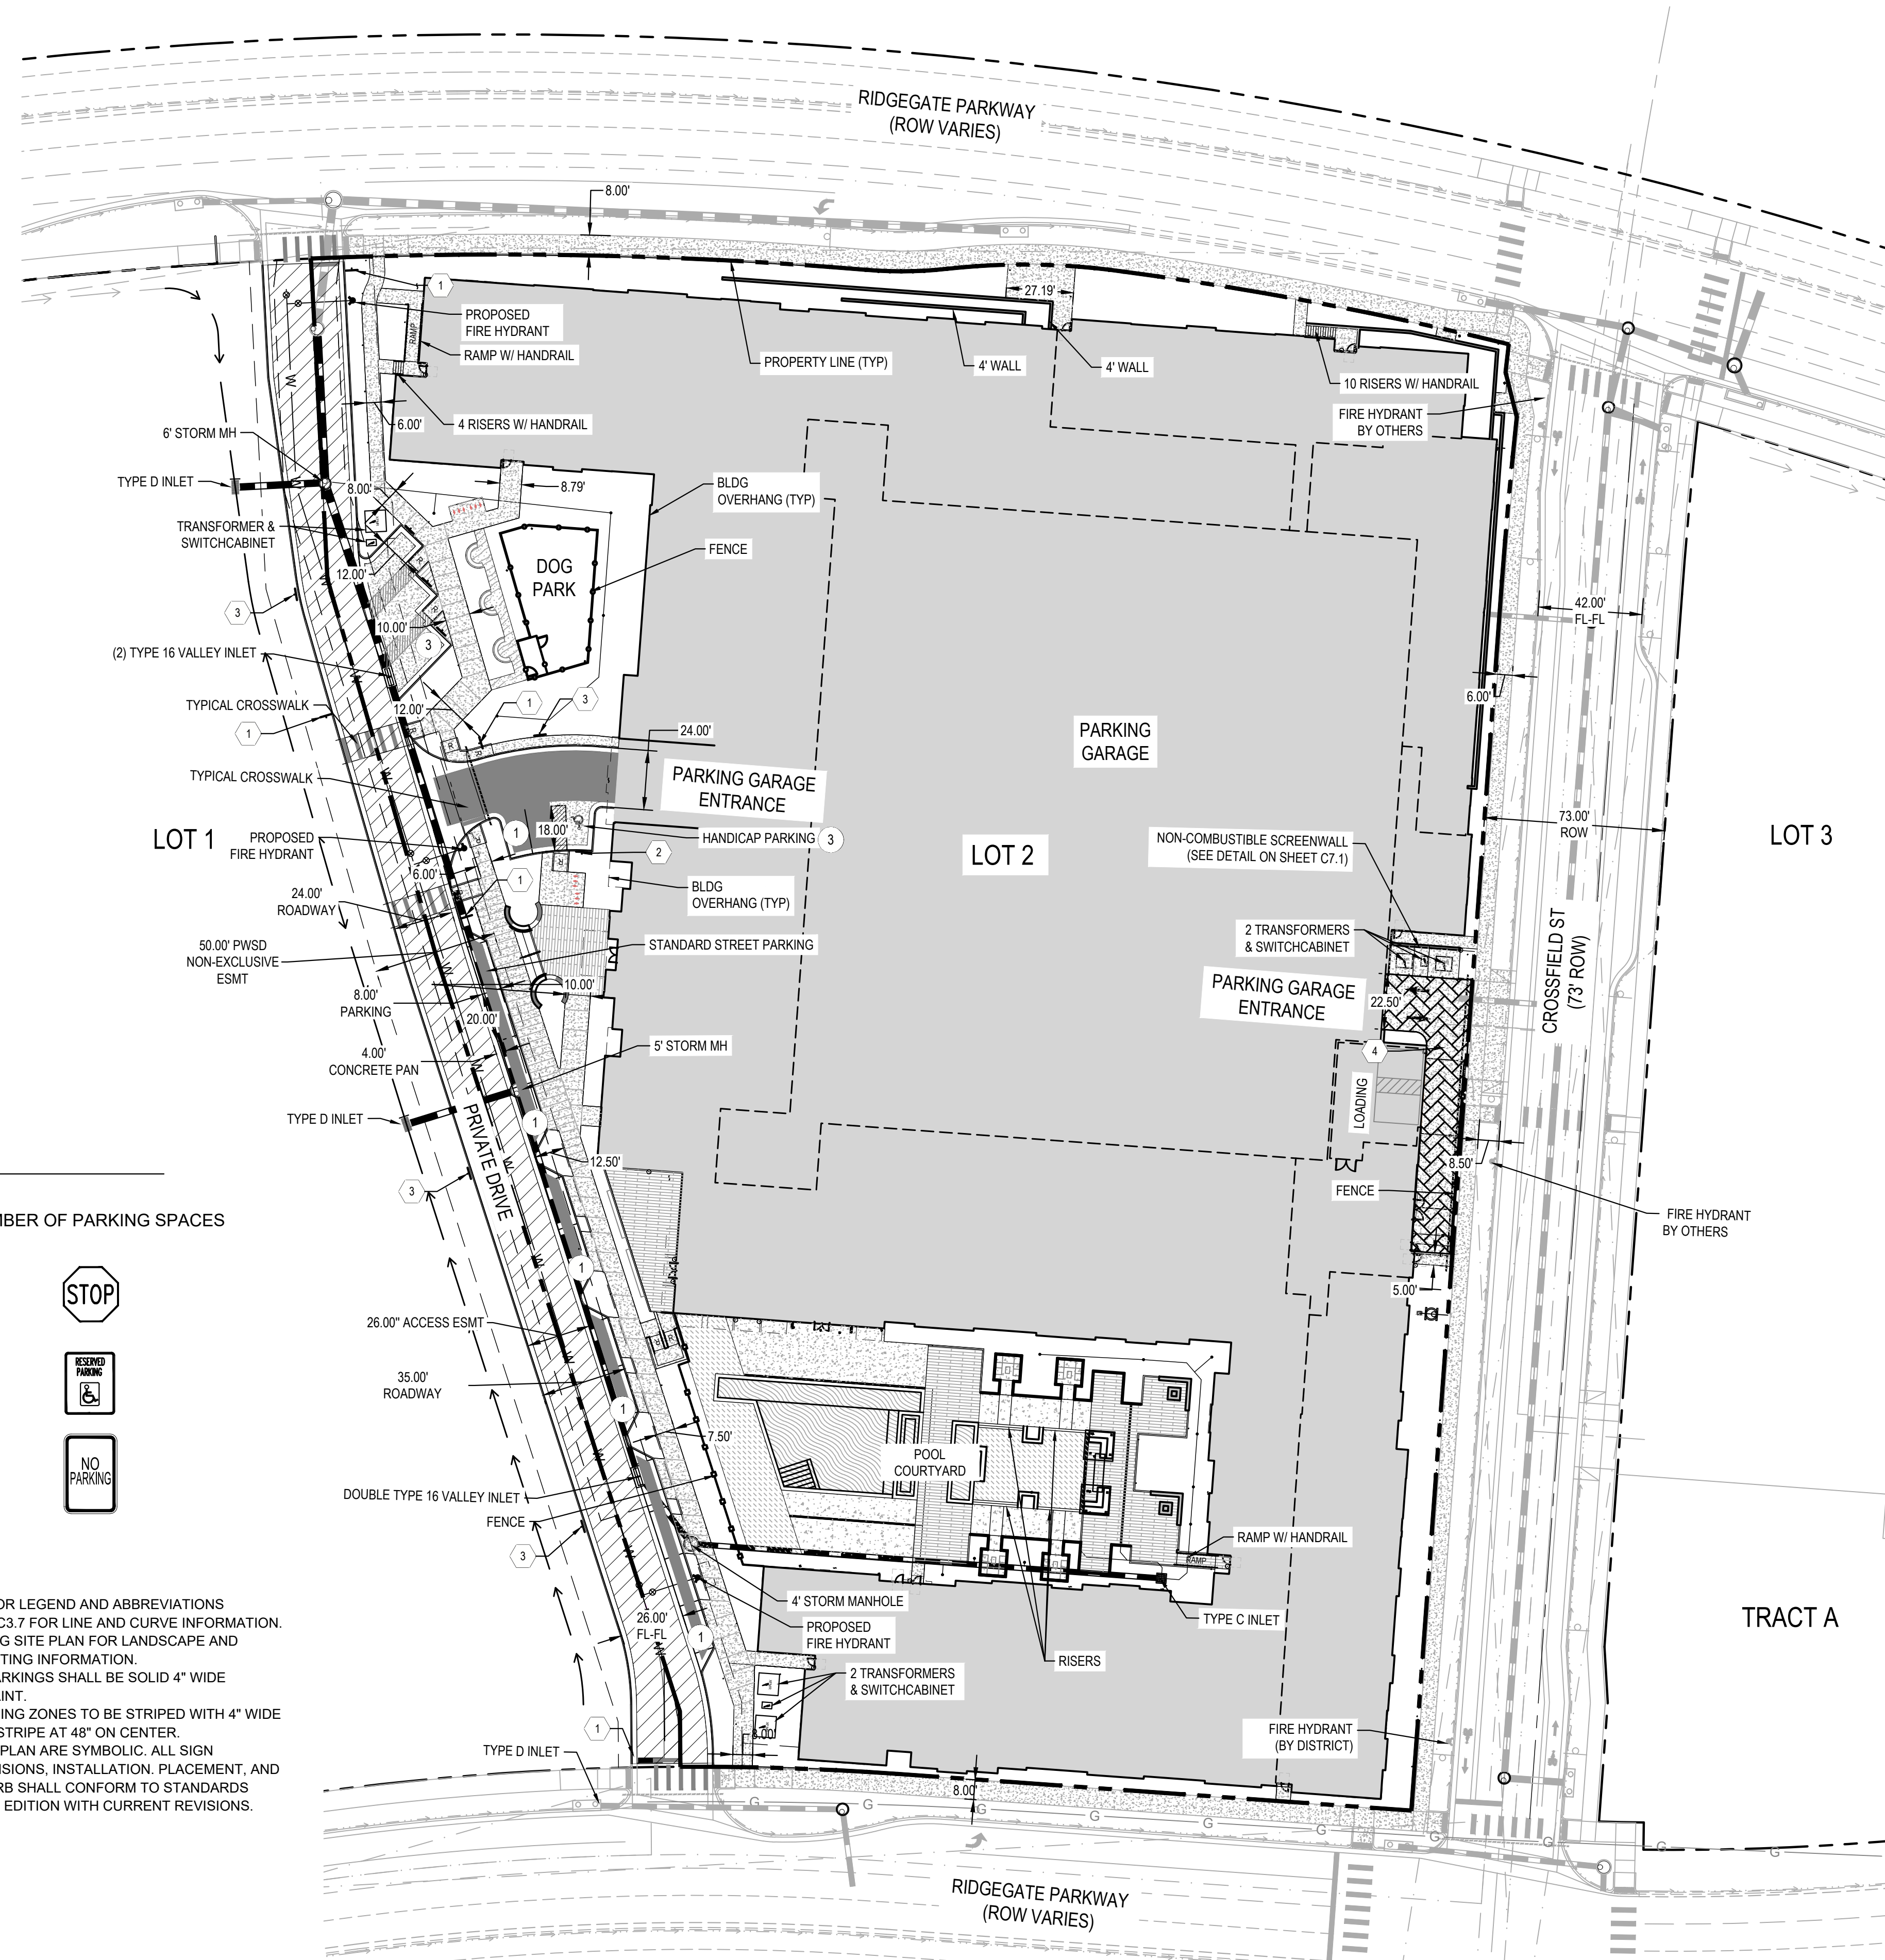 RIDGEGATE PARKWAY
(ROW VARIES)
8.00'
27.19'
1
PROPOSED
FIRE HYDRANT
RAMP
RAMP W/ HANDRAIL
PROPERTY LINE (TYP)
4' WALL
4' WALL
10 RISERS W/ HANDRAIL
FIRE HYDRANT
BY OTHERS
6.00'
4 RISERS W/ HANDRAIL
6' STORM MH
TYPE D INLET
8.00'
8.79'
BLDG
OVERHANG (TYP)
TRANSFORMER &
SWITCHCABINET
FENCE
DOG
PARK
12.00'
3
10.00'
3
42.00'
FL-FL
(2) TYPE 16 VALLEY INLET
TYPICAL CROSSWALK
1
12.00'
1
3
6.00'
24.00'
PARKING
GARAGE
TYPICAL CROSSWALK
PARKING GARAGE
ENTRANCE
LOT 1
PROPOSED
FIRE HYDRANT
1
18.00'
HANDICAP PARKING
3
2
LOT 2
NON-COMBUSTIBLE SCREENWALL
(SEE DETAIL ON SHEET C7.1)
73.00'
ROW
LOT 3
6.00'
1
24.00'
ROADWAY
BLDG
OVERHANG (TYP)
50.00' PWSD
NON-EXCLUSIVE
ESMT
STANDARD STREET PARKING
2 TRANSFORMERS
& SWITCHCABINET
10.00'
8.00'
PARKING
20.00'
PARKING GARAGE
ENTRANCE
22.50'
CROSSFIELD ST
(73' ROW)
4.00'
CONCRETE PAN
5' STORM MH
4
LOADING
TYPE D INLET
PRIVATE DRIVE
1
12.50'
8.50'
3
FENCE
FIRE HYDRANT
BY OTHERS
MBER OF PARKING SPACES
1
STOP
5.00'
26.00" ACCESS ESMT
RESERVED
PARKING
35.00'
ROADWAY
1
7.50'
POOL
COURTYARD
NO
PARKING
DOUBLE TYPE 16 VALLEY INLET
FENCE
3
RAMP W/ HANDRAIL
RAMP
4' STORM MANHOLE
PROPOSED
FIRE HYDRANT
TYPE C INLET
26.00'
FL-FL
1
RISERS
TRACT A
2 TRANSFORMERS
& SWITCHCABINET
OR LEGEND AND ABBREVIATIONS
C3.7 FOR LINE AND CURVE INFORMATION.
G SITE PLAN FOR LANDSCAPE AND
TING INFORMATION.
ARKINGS SHALL BE SOLID 4" WIDE
INT.
ING ZONES TO BE STRIPED WITH 4" WIDE
STRIPE AT 48" ON CENTER.
PLAN ARE SYMBOLIC. ALL SIGN
SIONS, INSTALLATION. PLACEMENT, AND
RB SHALL CONFORM TO STANDARDS
EDITION WITH CURRENT REVISIONS.
1
TYPE D INLET
FIRE HYDRANT
(BY DISTRICT)
8.00'
G G G G G G G G G G
RIDGEGATE PARKWAY
(ROW VARIES)